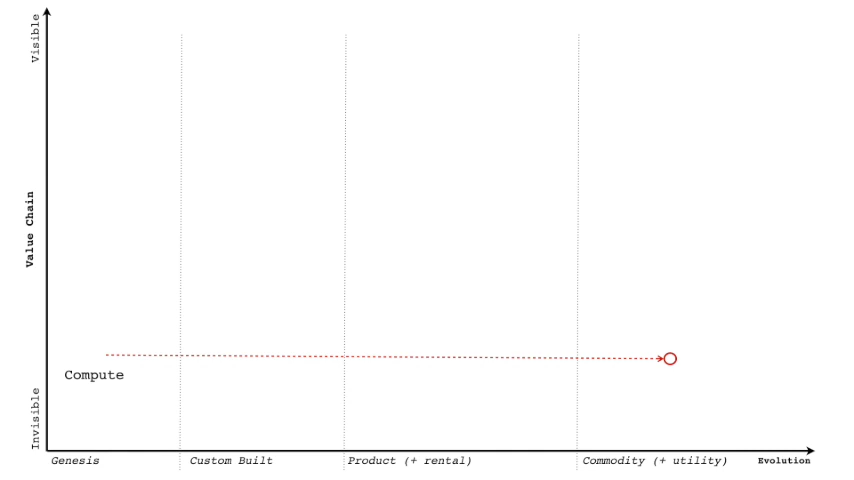 Visible
Value Chain
Compute
Invisible
Genesis
Custom Built
Product (+ rental)
Commodity (+ utility)
Evolution